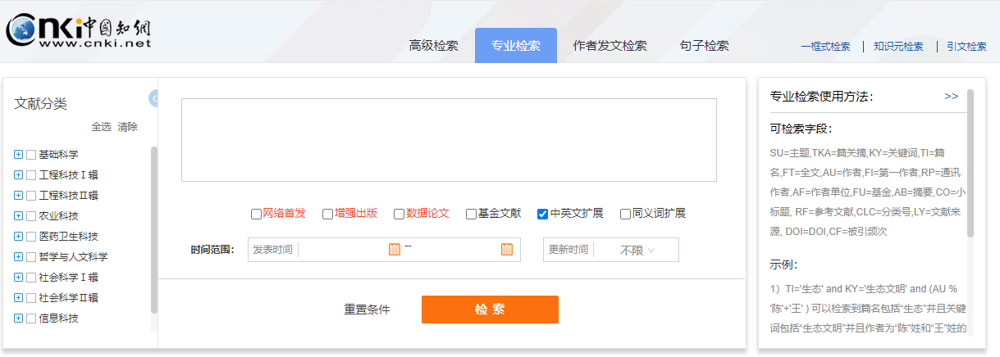 Cnki中国知网
www.cnki.net
高级检索 专业检索 作者发文检索 句子检索 一框式检索 | 知识元检索 | 引文检索
文献分类
全选 清除
基础科学
工程科技Ⅰ辑
工程科技Ⅱ辑
农业科技
医药卫生科技
哲学与人文科学
社会科学Ⅰ辑
社会科学Ⅱ辑
信息科技
网络首发 增强出版 数据论文 基金文献 中英文扩展 同义词扩展
时间范围： 发表时间 -- 更新时间 不限
重置条件 检 索
专业检索使用方法： >>
可检索字段：
SU=主题,TKA=篇关摘,KY=关键词,TI=篇
名,FT=全文,AU=作者,FI=第一作者,RP=通讯
作者,AF=作者单位,FU=基金,AB=摘要,CO=小
标题, RF=参考文献,CLC=分类号,LY=文献来
源, DOI=DOI,CF=被引频次
示例：
1）TI='生态' and KY='生态文明' and (AU %
'陈'+'王' ) 可以检索到篇名包括“生态”并且关键
词包括“生态文明”并且作者为“陈”姓和“王”姓的